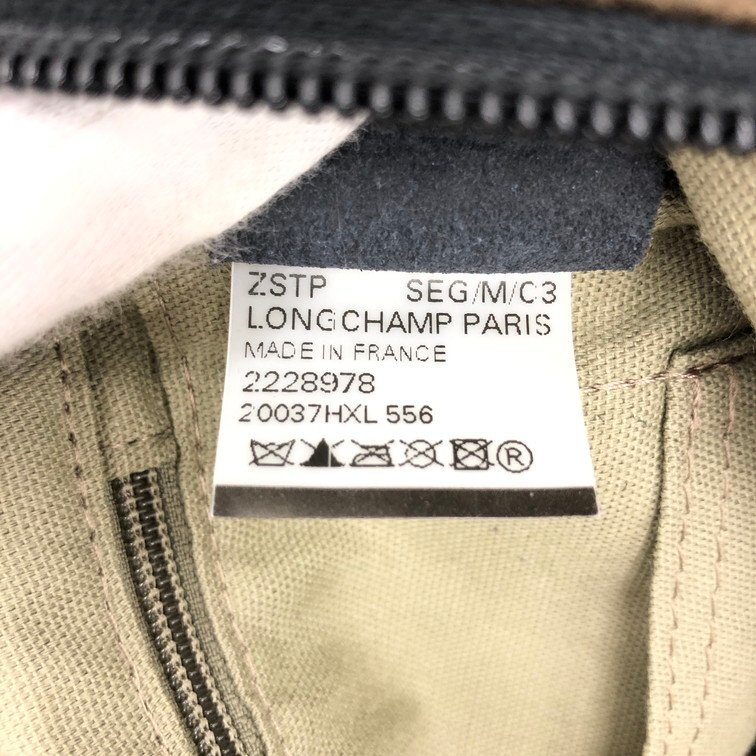 ZSTP SEG/M/C3
LONGCHAMP PARIS
MADE IN FRANCE
2228978
20037HXL 556
®